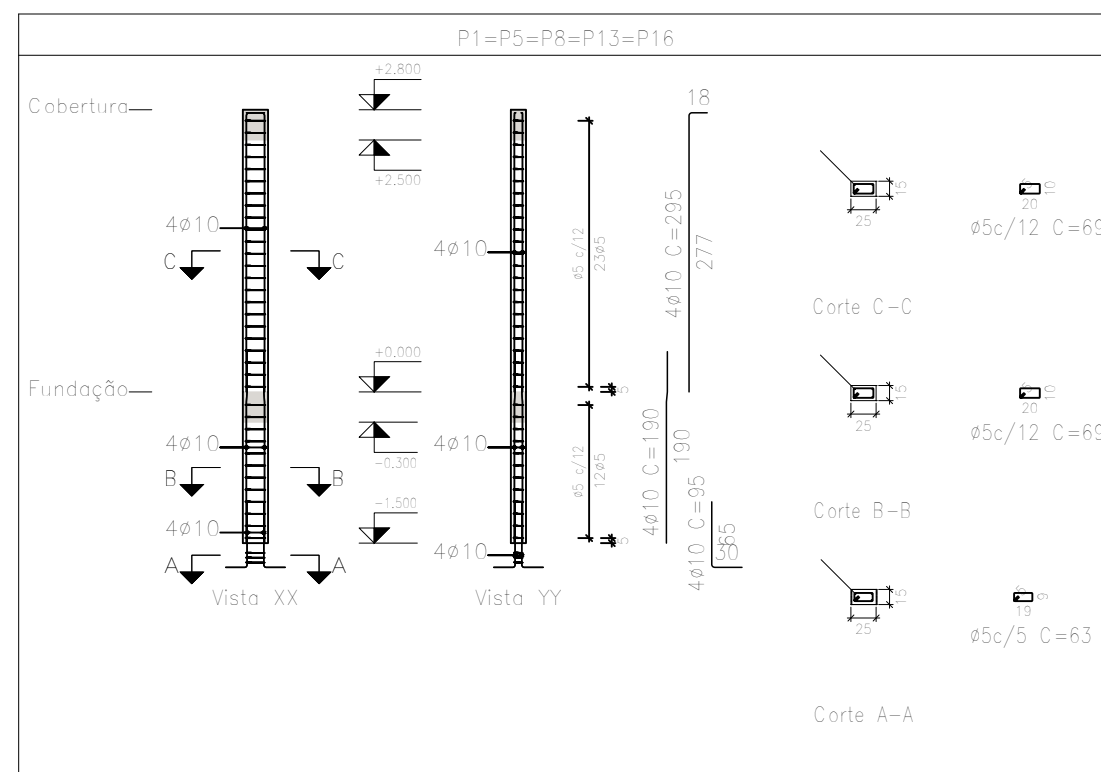 P1=P5=P8=P13=P16
Cobertura
+2.800
+2.500
4ø10
4ø10
C C
Fundação
+0.000
-0.300
4ø10
4ø10
B B
-1.500
4ø10
4ø10
A A
Vista XX
Vista YY
ø5 c/12
23ø5
5
ø5 c/12
12ø5
5
18
4ø10 C=295
277
4ø10 C=190
190
4ø10 C=95
65
30
25
15
20
10
ø5c/12 C=69
Corte C-C
25
15
20
10
ø5c/12 C=69
Corte B-B
25
15
19
9
ø5c/5 C=63
Corte A-A